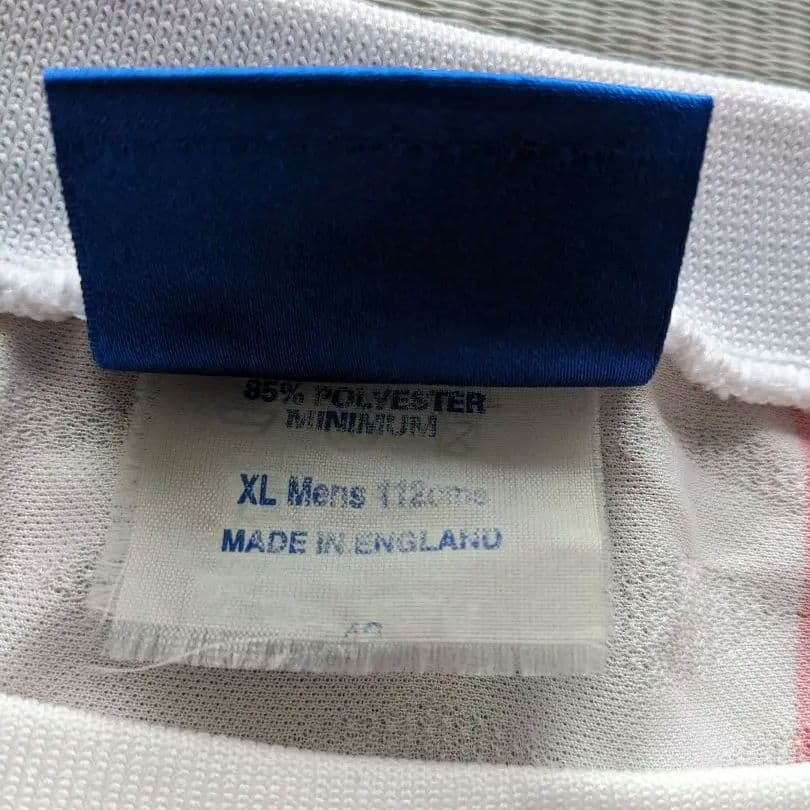 85% POLYESTER
MINIMUM
XL Mens 112cms
MADE IN ENGLAND